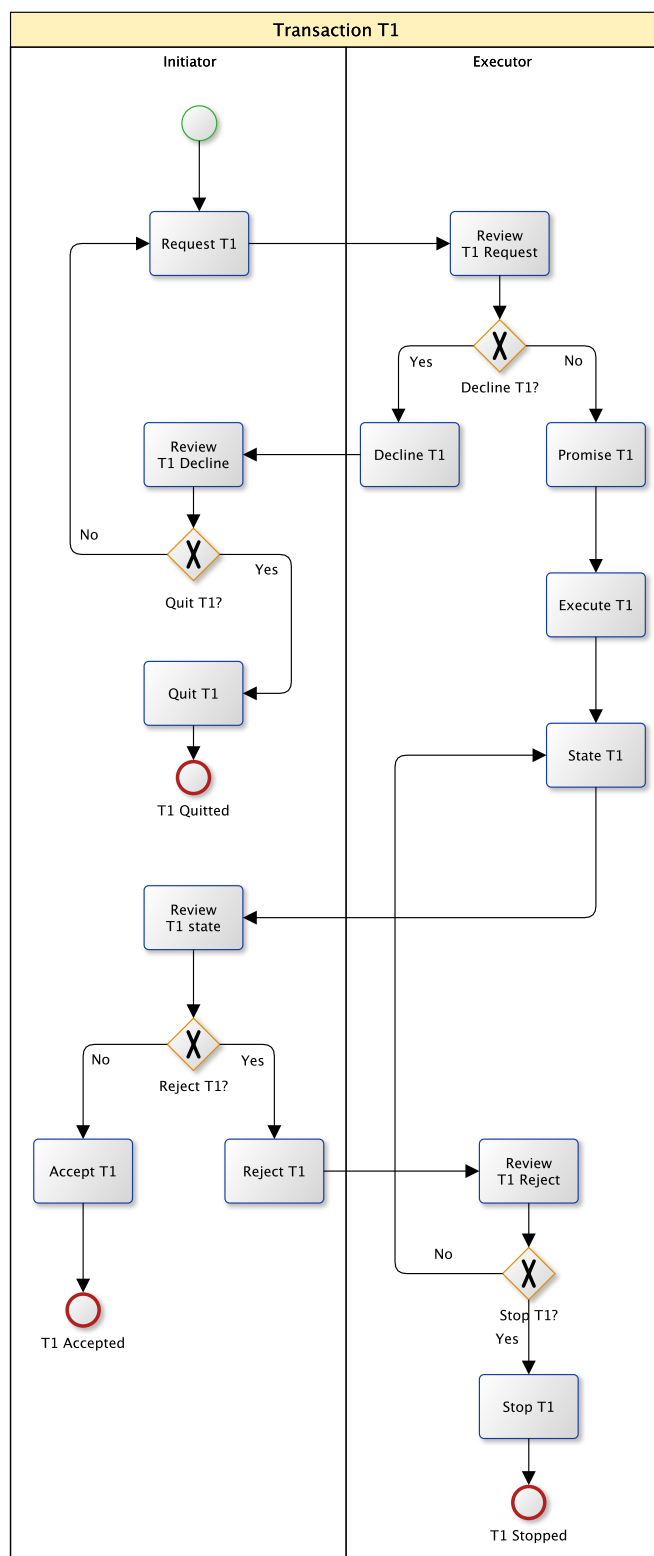 Transaction T1
Initiator
Executor
Request T1
Review
T1 Request
Decline T1?
Yes
No
Review
T1 Decline
Decline T1
Promise T1
No
Yes
Quit T1?
Execute T1
Quit T1
State T1
T1 Quitted
Review
T1 state
No
Yes
Reject T1?
Accept T1
Reject T1
Review
T1 Reject
No
Stop T1?
Yes
T1 Accepted
Stop T1
T1 Stopped